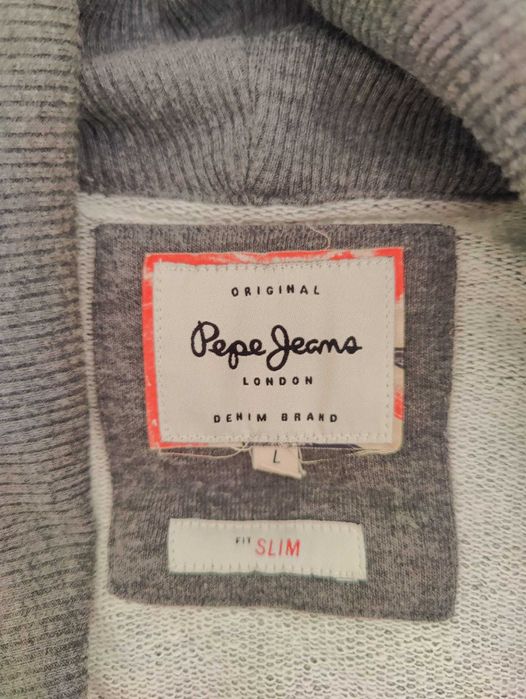 ORIGINAL
Pepe Jeans
LONDON
DENIM BRAND
L
FIT SLIM